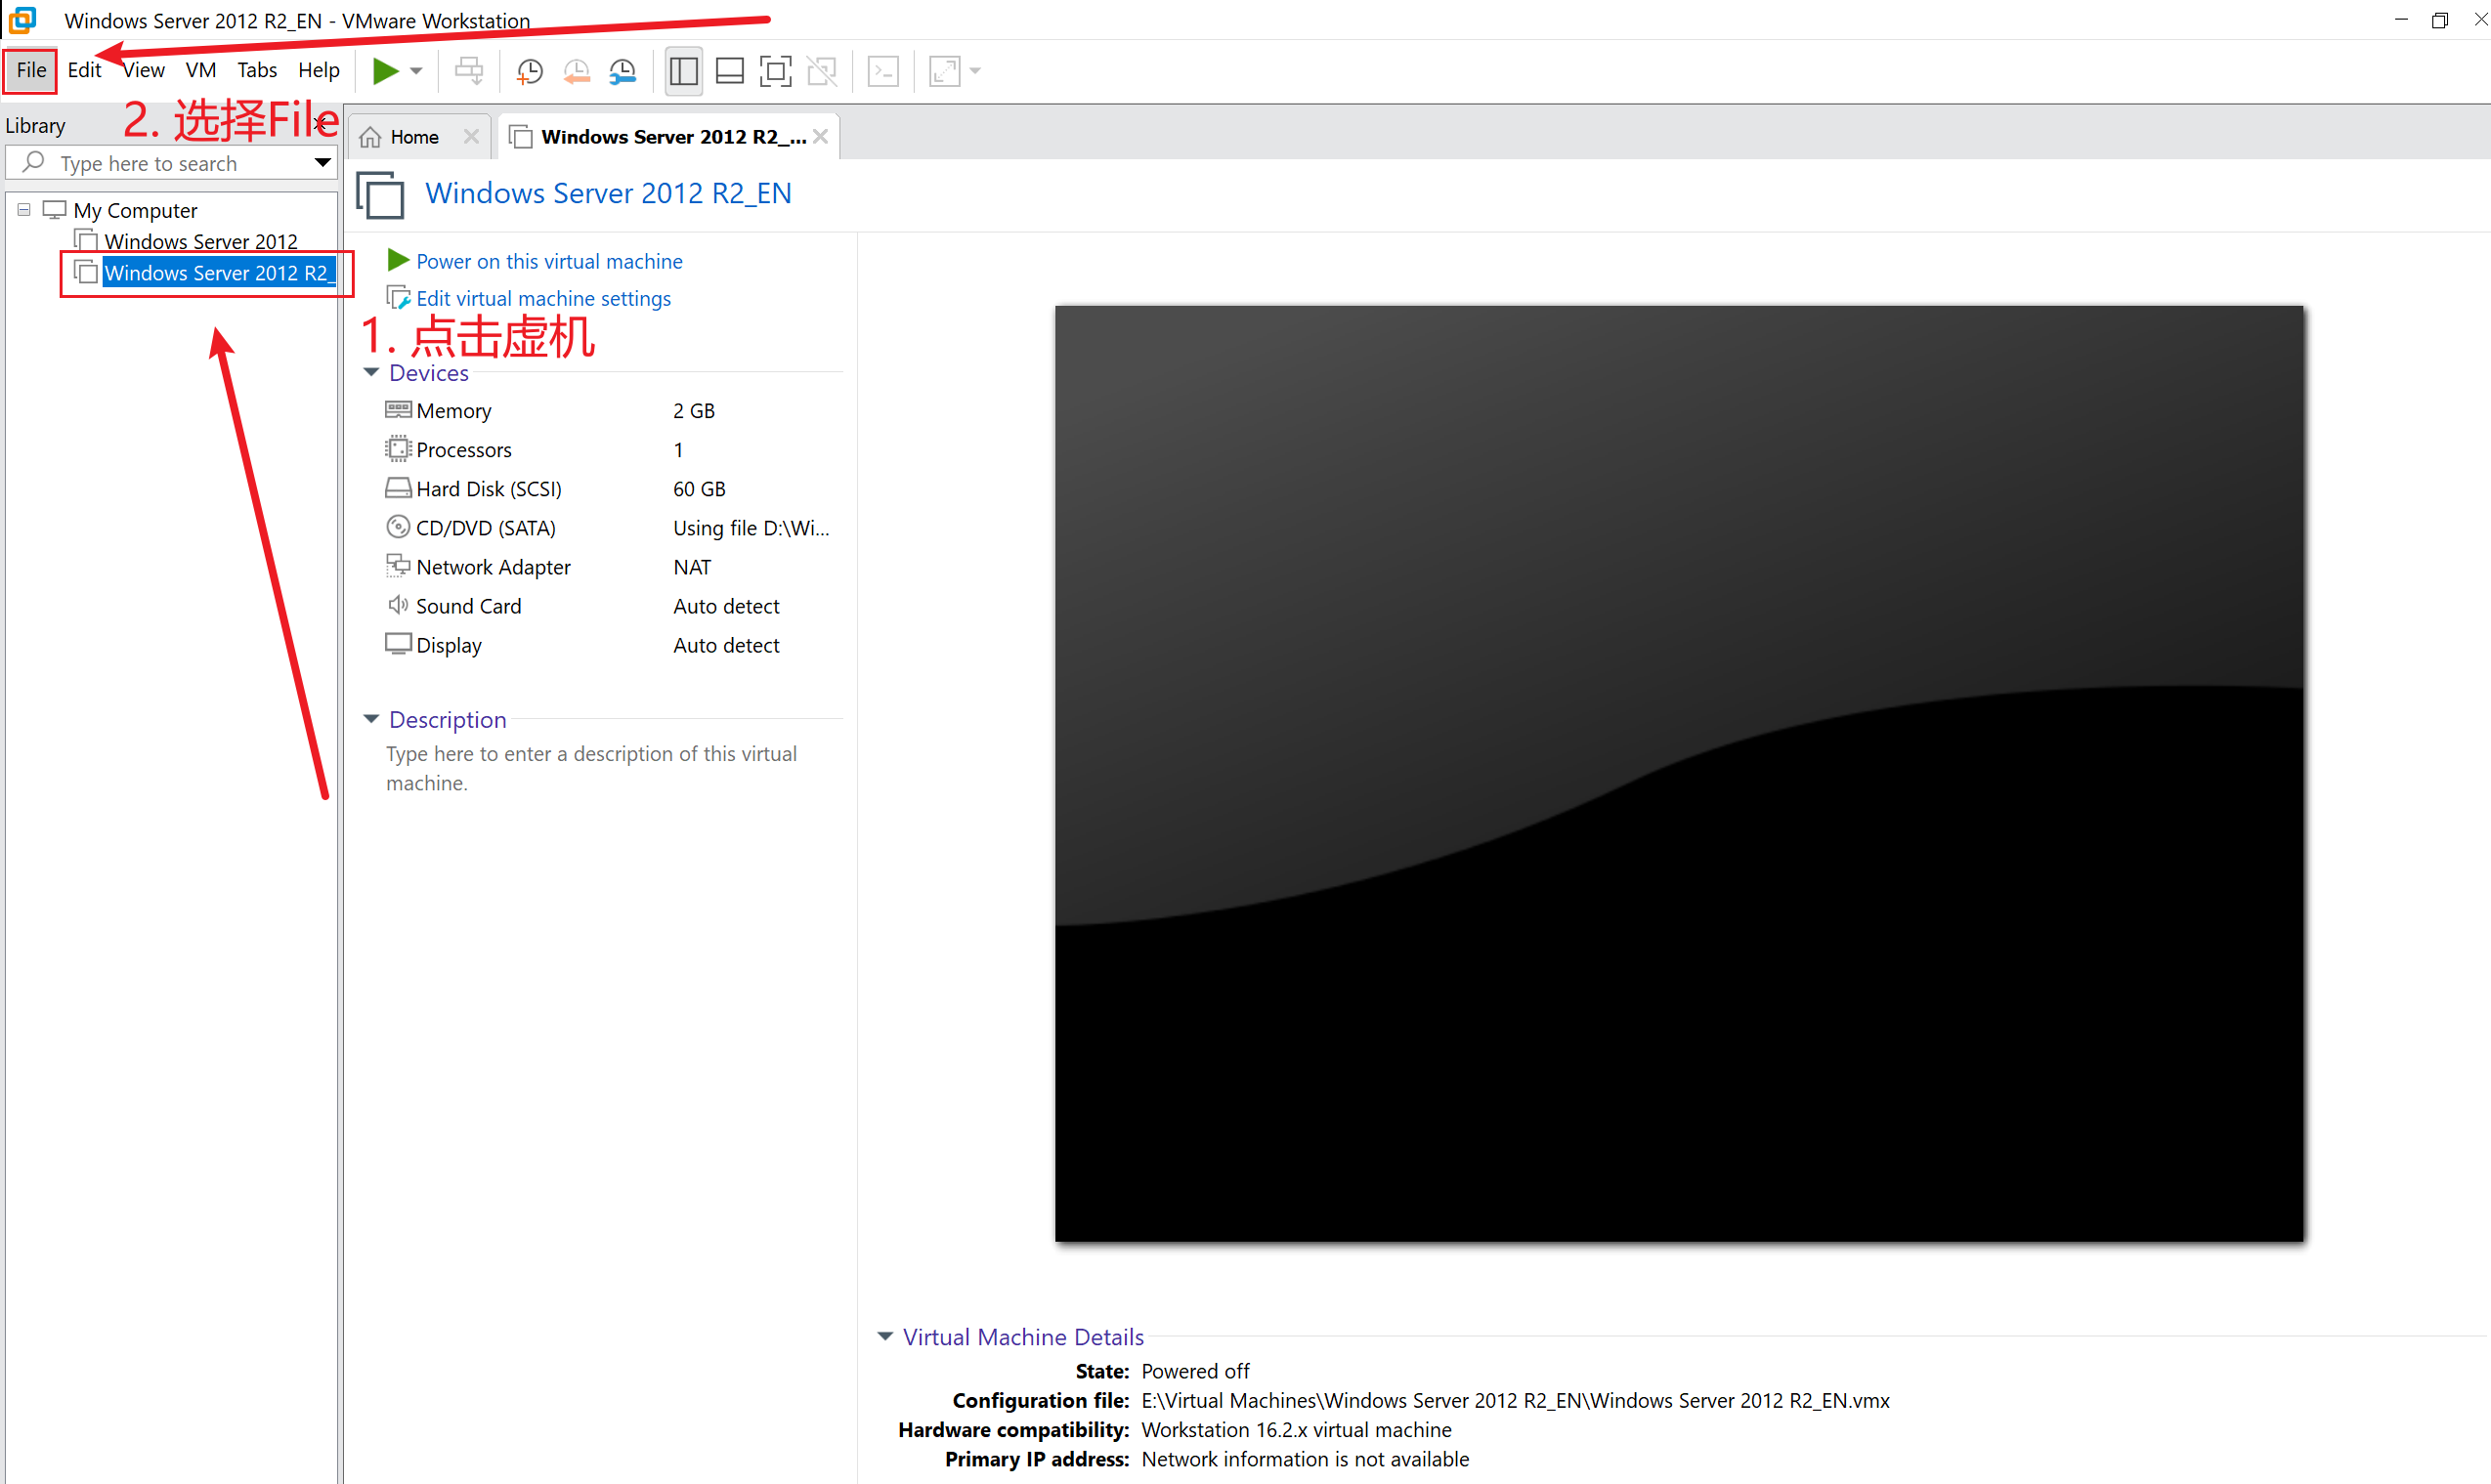 Windows Server 2012 R2_EN - VMware Workstation
File Edit View VM Tabs Help
Library
2. 选择File
Type here to search
My Computer
Windows Server 2012
Windows Server 2012 R2_
Home
Windows Server 2012 R2_...
Windows Server 2012 R2_EN
Power on this virtual machine
Edit virtual machine settings
1. 点击虚机
Devices
Memory 2 GB
Processors 1
Hard Disk (SCSI) 60 GB
CD/DVD (SATA) Using file D:\Wi...
Network Adapter NAT
Sound Card Auto detect
Display Auto detect
Description
Type here to enter a description of this virtual
machine.
Virtual Machine Details
State: Powered off
Configuration file: E:\Virtual Machines\Windows Server 2012 R2_EN\Windows Server 2012 R2_EN.vmx
Hardware compatibility: Workstation 16.2.x virtual machine
Primary IP address: Network information is not available